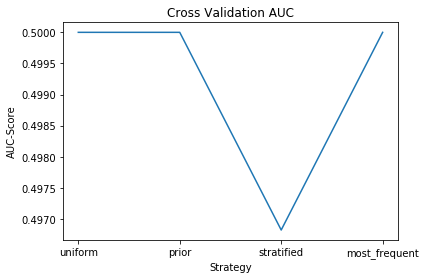 Cross Validation AUC
0.5000
0.4995
0.4990
0.4985
0.4980
0.4975
0.4970
AUC-Score
uniform prior stratified most_frequent
Strategy